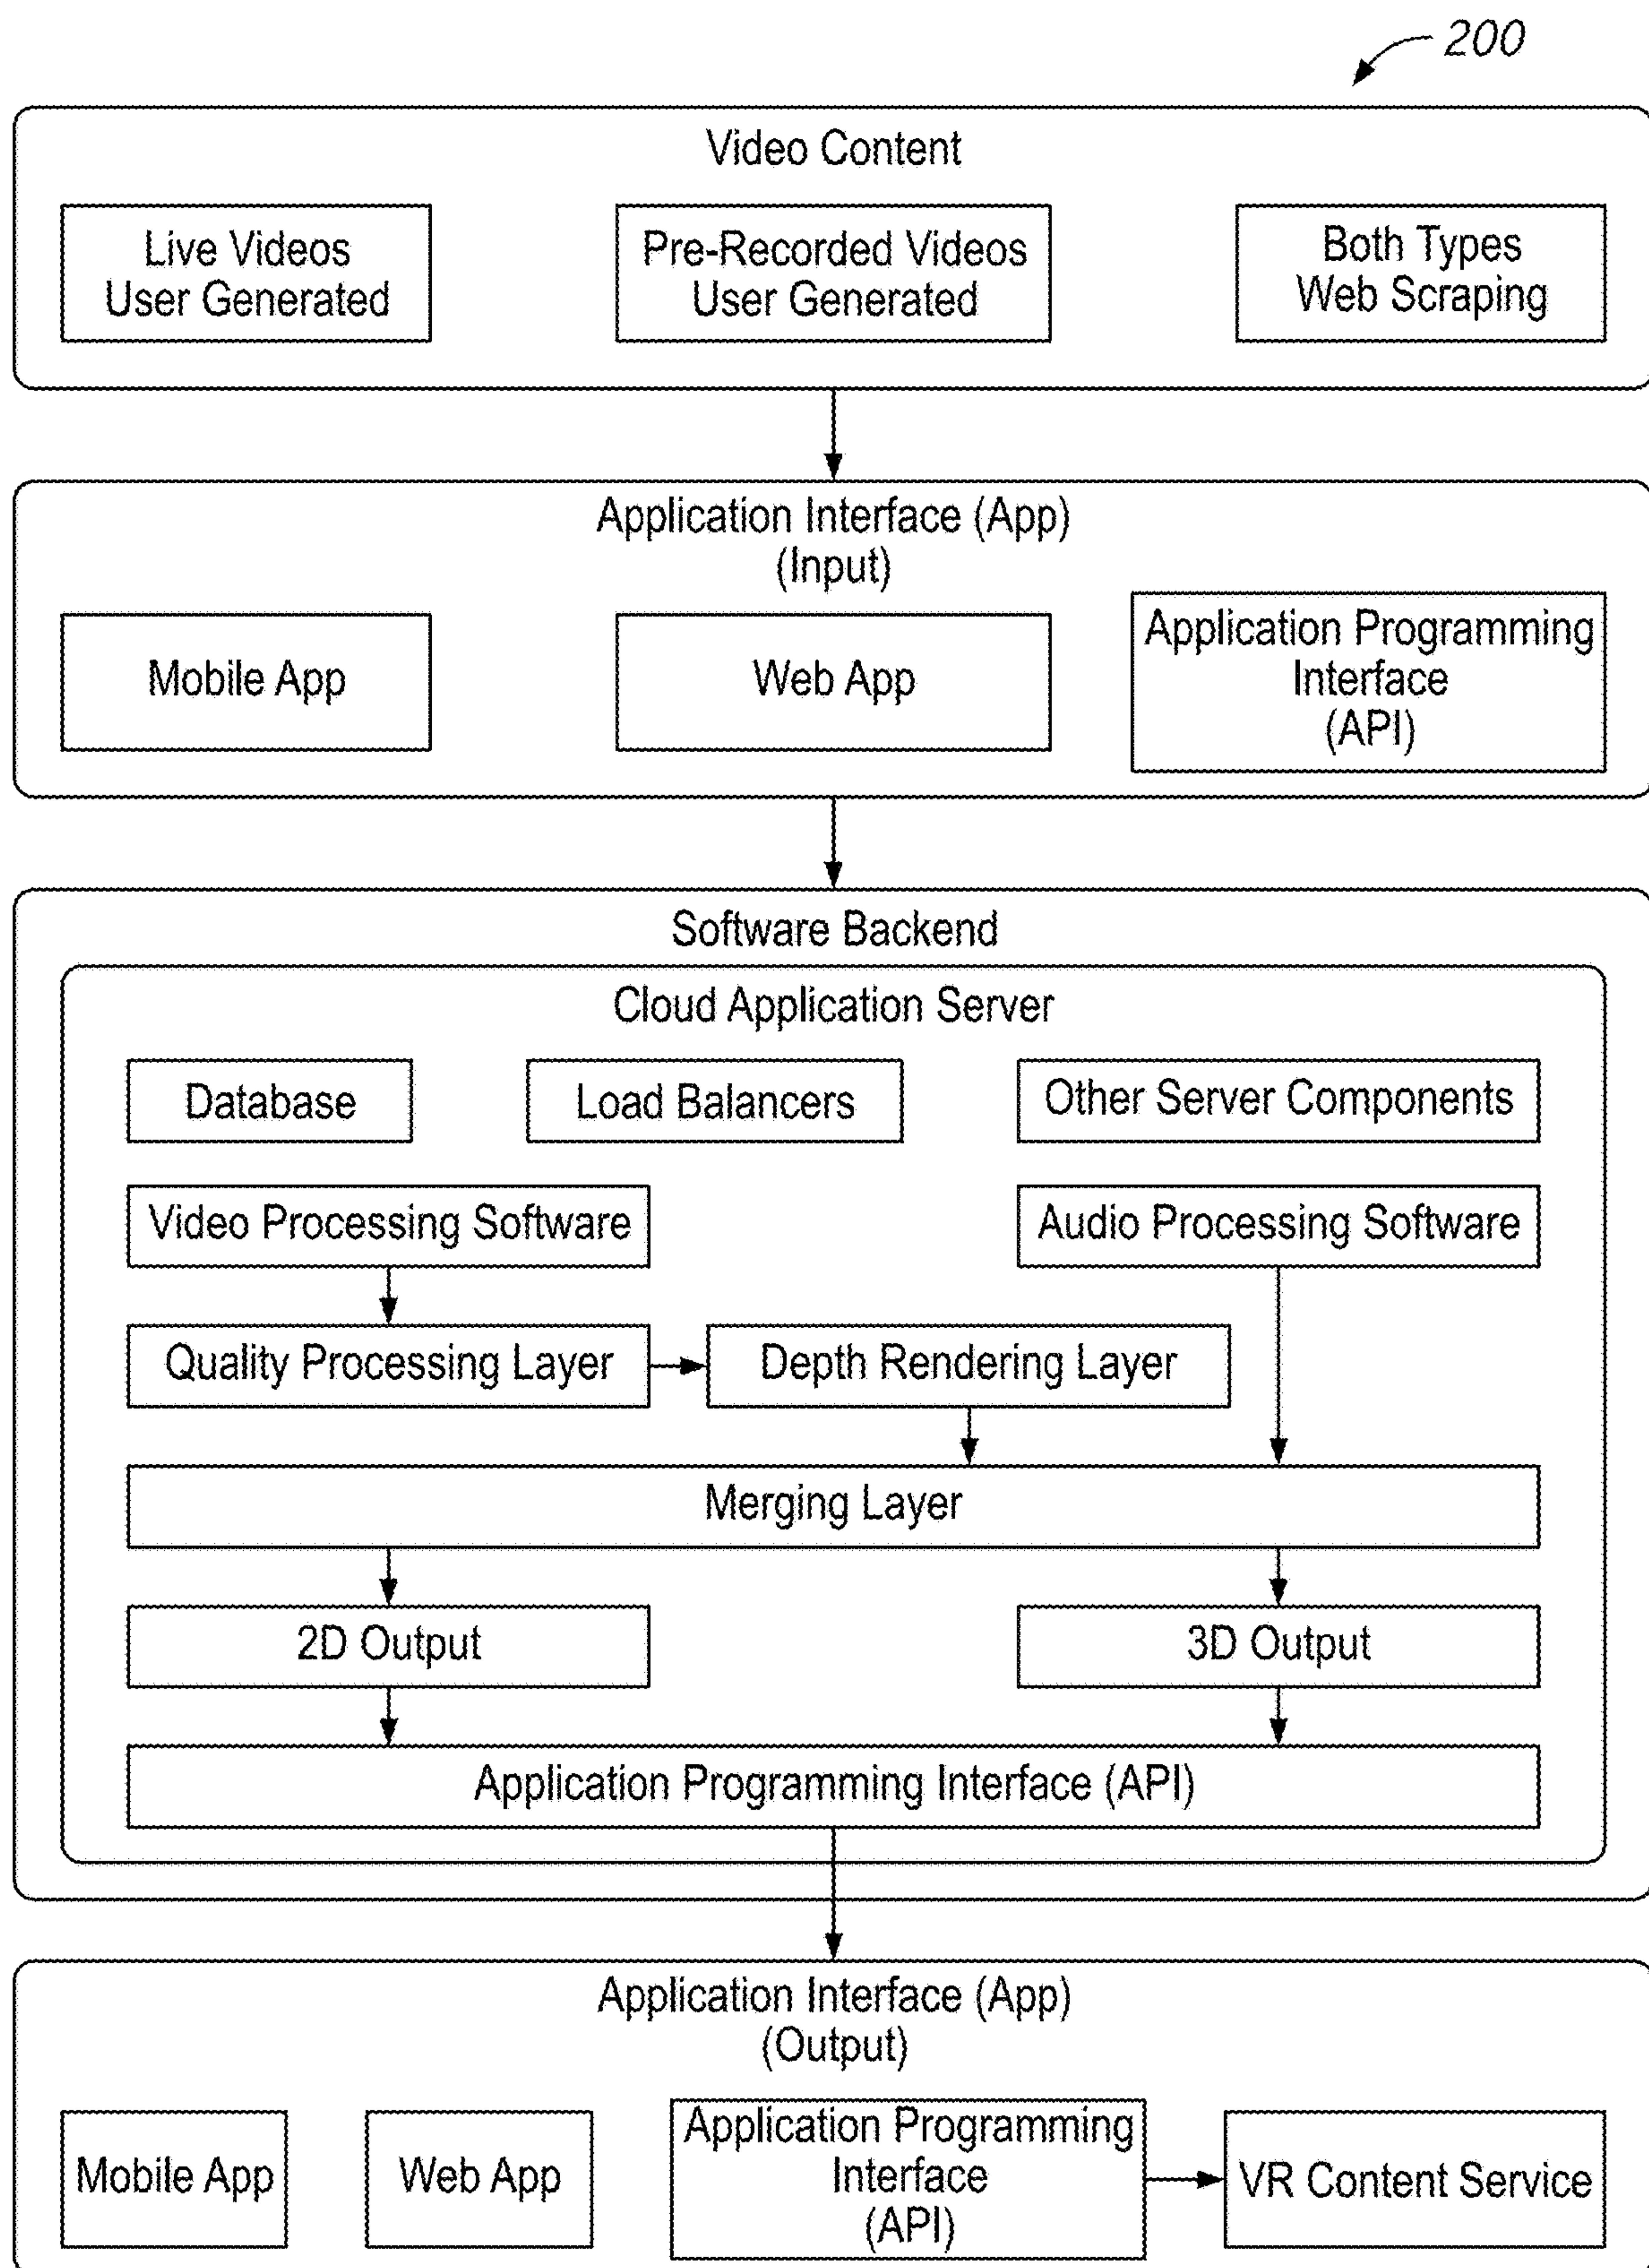 200
Video Content
Live Videos
User Generated
Pre-Recorded Videos
User Generated
Both Types
Web Scraping
Application Interface (App)
(Input)
Mobile App
Web App
Application Programming
Interface
(API)
Software Backend
Cloud Application Server
Database
Load Balancers
Other Server Components
Video Processing Software
Audio Processing Software
Quality Processing Layer
Depth Rendering Layer
Merging Layer
2D Output
3D Output
Application Programming Interface (API)
Application Interface (App)
(Output)
Mobile App
Web App
Application Programming
Interface
(API)
VR Content Service